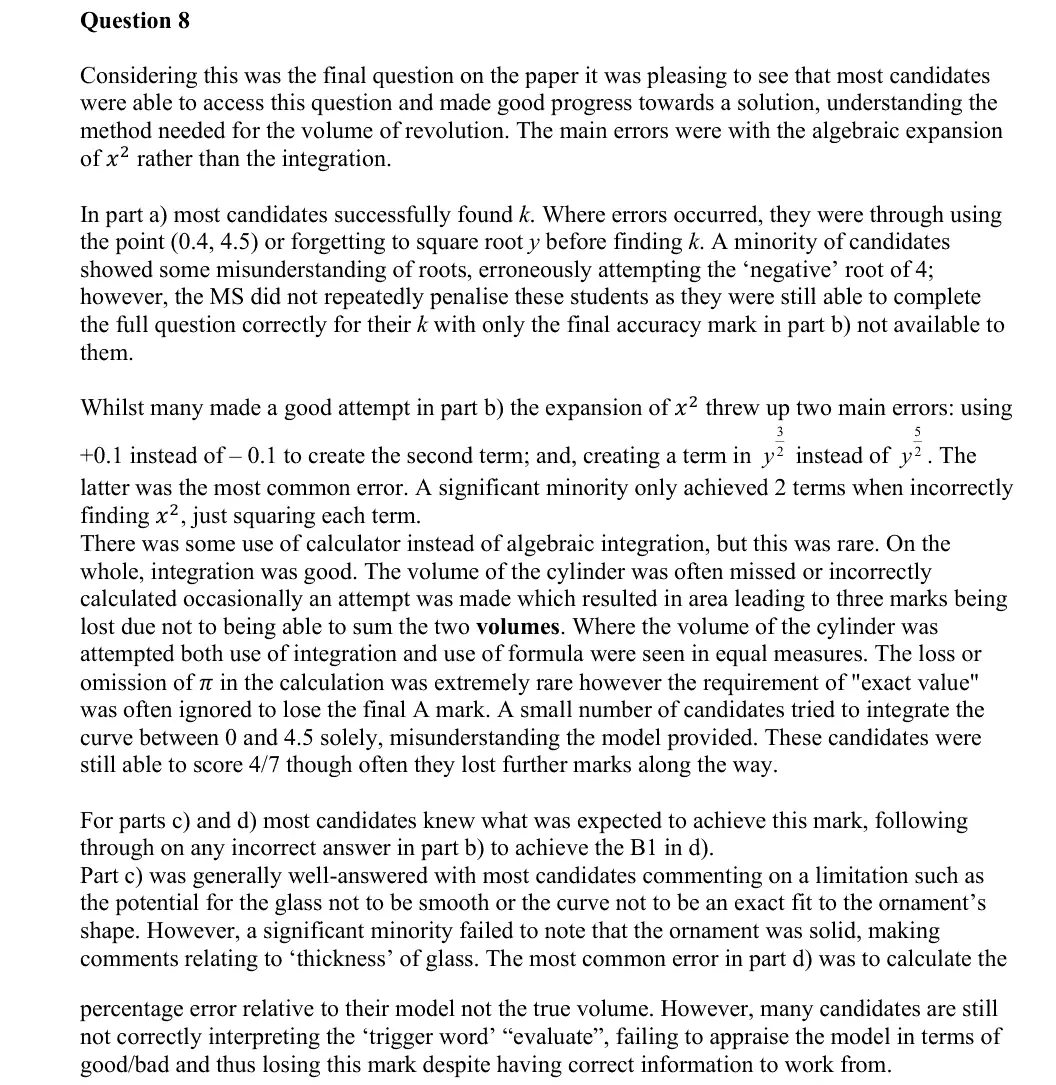 Question 8
Considering this was the final question on the paper it was pleasing to see that most candidates
were able to access this question and made good progress towards a solution, understanding the
method needed for the volume of revolution. The main errors were with the algebraic expansion
of x² rather than the integration.
In part a) most candidates successfully found k. Where errors occurred, they were through using
the point (0.4, 4.5) or forgetting to square root y before finding k. A minority of candidates
showed some misunderstanding of roots, erroneously attempting the ‘negative’ root of 4;
however, the MS did not repeatedly penalise these students as they were still able to complete
the full question correctly for their k with only the final accuracy mark in part b) not available to
them.
Whilst many made a good attempt in part b) the expansion of x² threw up two main errors: using
+0.1 instead of – 0.1 to create the second term; and, creating a term in y^(3/2) instead of y^(5/2) . The
latter was the most common error. A significant minority only achieved 2 terms when incorrectly
finding x², just squaring each term.
There was some use of calculator instead of algebraic integration, but this was rare. On the
whole, integration was good. The volume of the cylinder was often missed or incorrectly
calculated occasionally an attempt was made which resulted in area leading to three marks being
lost due not to being able to sum the two volumes. Where the volume of the cylinder was
attempted both use of integration and use of formula were seen in equal measures. The loss or
omission of π in the calculation was extremely rare however the requirement of "exact value"
was often ignored to lose the final A mark. A small number of candidates tried to integrate the
curve between 0 and 4.5 solely, misunderstanding the model provided. These candidates were
still able to score 4/7 though often they lost further marks along the way.
For parts c) and d) most candidates knew what was expected to achieve this mark, following
through on any incorrect answer in part b) to achieve the B1 in d).
Part c) was generally well-answered with most candidates commenting on a limitation such as
the potential for the glass not to be smooth or the curve not to be an exact fit to the ornament’s
shape. However, a significant minority failed to note that the ornament was solid, making
comments relating to ‘thickness’ of glass. The most common error in part d) was to calculate the
percentage error relative to their model not the true volume. However, many candidates are still
not correctly interpreting the ‘trigger word’ “evaluate”, failing to appraise the model in terms of
good/bad and thus losing this mark despite having correct information to work from.